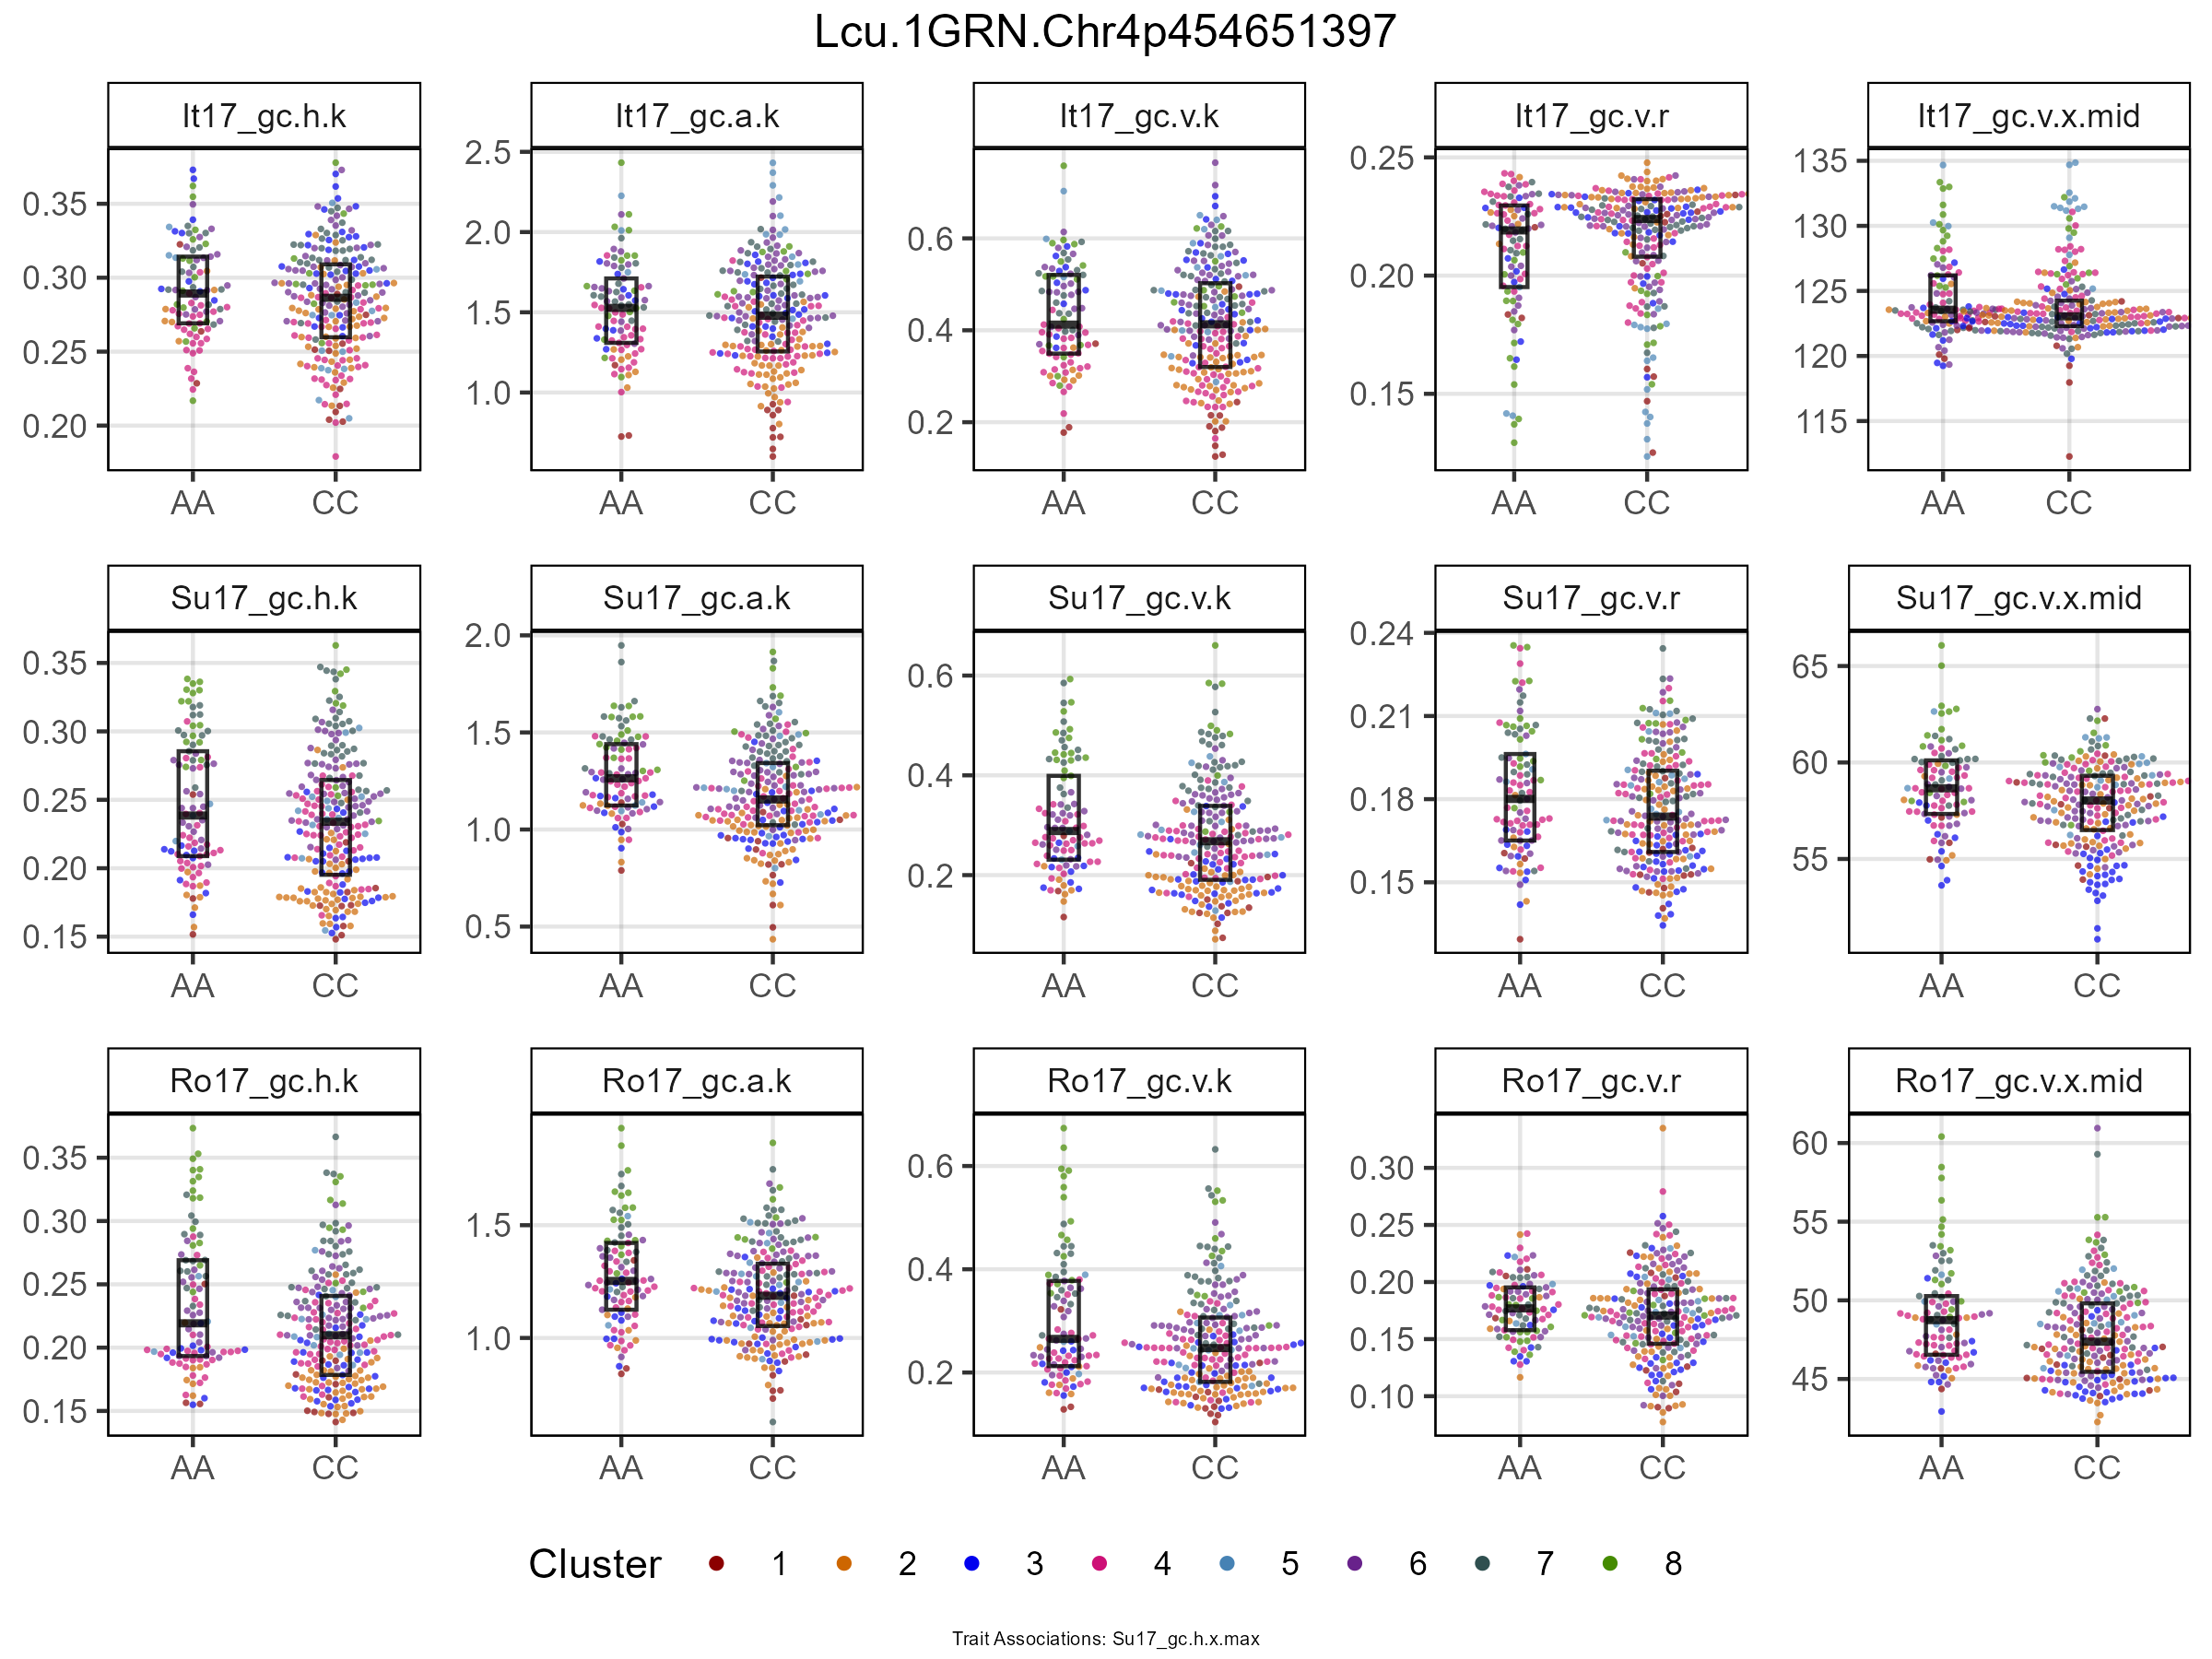 Lcu.1GRN.Chr4p454651397
It17_gc.h.k It17_gc.a.k It17_gc.v.k It17_gc.v.r It17_gc.v.x.mid
0.35 0.30 0.25 0.20
2.5 2.0 1.5 1.0
0.6 0.4 0.2
0.25 0.20 0.15
135 130 125 120 115
AA CC AA CC AA CC AA CC AA CC
Su17_gc.h.k Su17_gc.a.k Su17_gc.v.k Su17_gc.v.r Su17_gc.v.x.mid
0.35 0.30 0.25 0.20 0.15
2.0 1.5 1.0 0.5
0.6 0.4 0.2
0.24 0.21 0.18 0.15
65 60 55
AA CC AA CC AA CC AA CC AA CC
Ro17_gc.h.k Ro17_gc.a.k Ro17_gc.v.k Ro17_gc.v.r Ro17_gc.v.x.mid
0.35 0.30 0.25 0.20 0.15
1.5 1.0
0.6 0.4 0.2
0.30 0.25 0.20 0.15 0.10
60 55 50 45
AA CC AA CC AA CC AA CC AA CC
Cluster 1 2 3 4 5 6 7 8
Trait Associations: Su17_gc.h.x.max